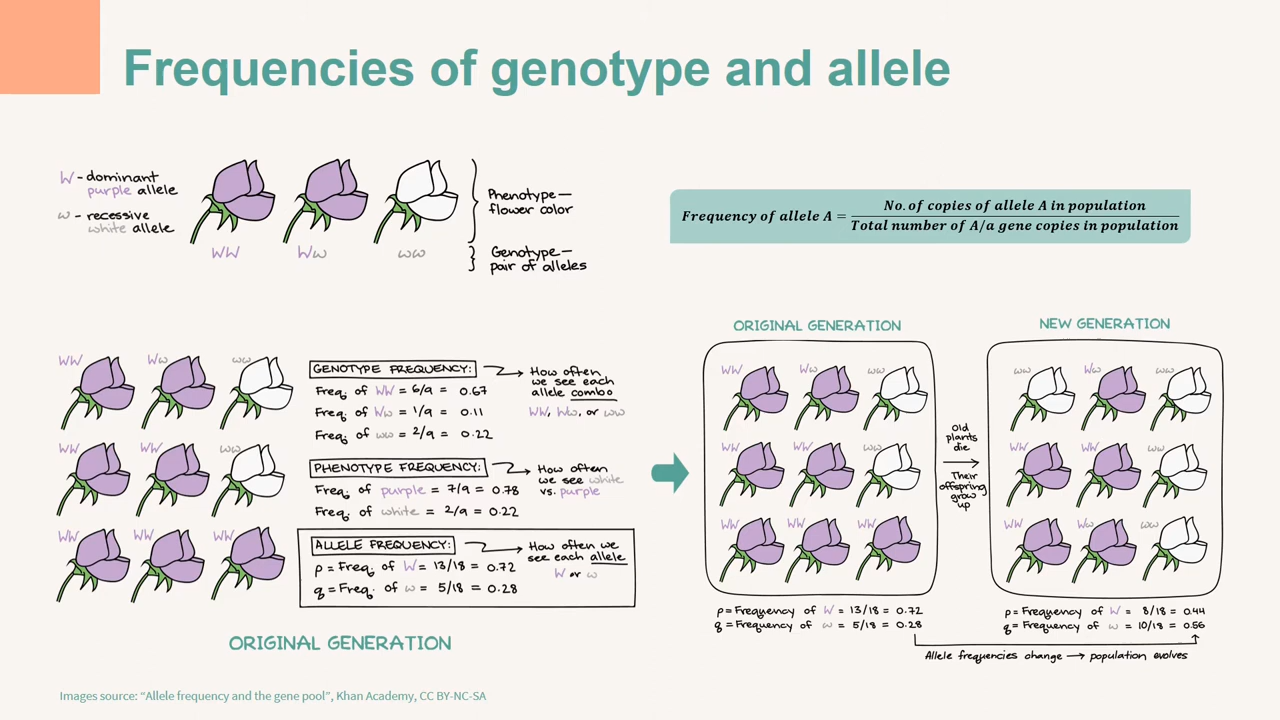 Frequencies of genotype and allele
W - dominant
purple allele
w - recessive
white allele
WW
Ww
ww
Phenotype—
flower color
Genotype—
pair of alleles
Frequency of allele A = No. of copies of allele A in population
Total number of A/a gene copies in population
WW Ww ww
WW WW ww
WW WW WW
GENOTYPE FREQUENCY:
Freq. of WW = 6/9 = 0.67
Freq. of Ww = 1/9 = 0.11
Freq. of ww = 2/9 = 0.22
How often
we see each
allele combo
WW, Ww, or ww
PHENOTYPE FREQUENCY:
Freq. of purple = 7/9 = 0.78
Freq. of white = 2/9 = 0.22
How often
we see white
vs. purple
ALLELE FREQUENCY:
p = Freq. of W = 13/18 = 0.72
q = Freq. of w = 5/18 = 0.28
How often we
see each allele
W or w
ORIGINAL GENERATION
ORIGINAL GENERATION
WW Ww ww
WW WW ww
WW WW WW
p = Frequency of W = 13/18 = 0.72
q = Frequency of w = 5/18 = 0.28
Old
plants
die
Their
offspring
grow
up
NEW GENERATION
ww Ww ww
WW WW ww
WW Ww ww
p = Frequency of W = 8/18 = 0.44
q = Frequency of w = 10/18 = 0.56
Allele frequencies change → population evolves
Images source: “Allele frequency and the gene pool”, Khan Academy, CC BY-NC-SA